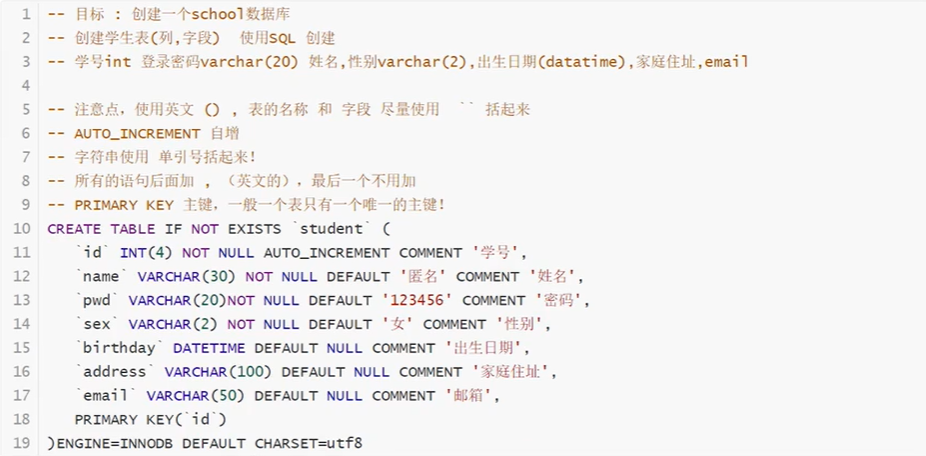 1 -- 目标 : 创建一个school数据库
2 -- 创建学生表(列,字段) 使用SQL 创建
3 -- 学号int 登录密码varchar(20) 姓名,性别varchar(2),出生日期(datatime),家庭住址,email
4
5 -- 注意点，使用英文 () , 表的名称 和 字段 尽量使用 `` 括起来
6 -- AUTO_INCREMENT 自增
7 -- 字符串使用 单引号括起来!
8 -- 所有的语句后面加 , （英文的），最后一个不用加
9 -- PRIMARY KEY 主键，一般一个表只有一个唯一的主键!
10 CREATE TABLE IF NOT EXISTS `student` (
11 `id` INT(4) NOT NULL AUTO_INCREMENT COMMENT '学号',
12 `name` VARCHAR(30) NOT NULL DEFAULT '匿名' COMMENT '姓名',
13 `pwd` VARCHAR(20)NOT NULL DEFAULT '123456' COMMENT '密码',
14 `sex` VARCHAR(2) NOT NULL DEFAULT '女' COMMENT '性别',
15 `birthday` DATETIME DEFAULT NULL COMMENT '出生日期',
16 `address` VARCHAR(100) DEFAULT NULL COMMENT '家庭住址',
17 `email` VARCHAR(50) DEFAULT NULL COMMENT '邮箱',
18 PRIMARY KEY(`id`)
19 )ENGINE=INNODB DEFAULT CHARSET=utf8